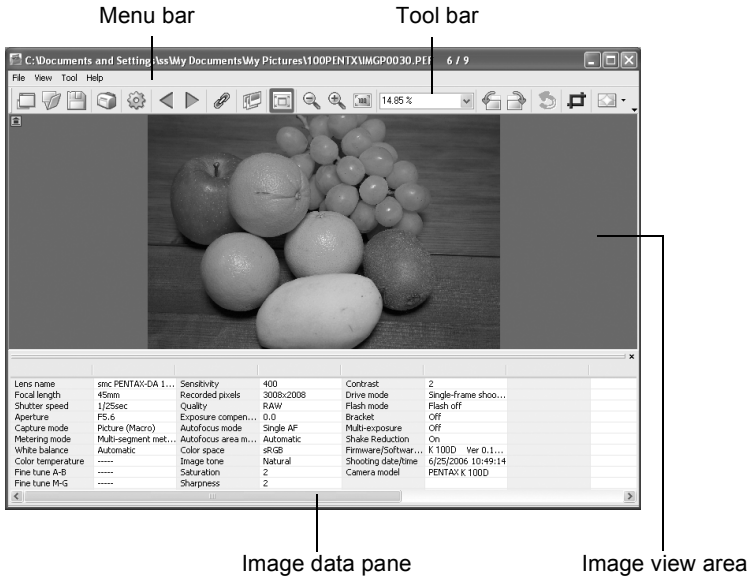 Menu bar
Tool bar
C:\Documents and Settings\ss\My Documents\My Pictures\100PENTX\IMGP0030.PEF 6 / 9
File View Tool Help
100
14.85 %
Lens name smc PENTAX-DA 1... Sensitivity 400 Contrast 2
Focal length 45mm Recorded pixels 3008x2008 Drive mode Single-frame shoo...
Shutter speed 1/25sec Quality RAW Flash mode Flash off
Aperture F5.6 Exposure compen... 0.0 Bracket Off
Capture mode Picture (Macro) Autofocus mode Single AF Multi-exposure Off
Metering mode Multi-segment met... Autofocus area m... Automatic Shake Reduction On
White balance Automatic Color space sRGB Firmware/Softwar... K 100D Ver 0.1...
Color temperature ----- Image tone Natural Shooting date/time 6/25/2006 10:49:14
Fine tune A-B ----- Saturation 2 Camera model PENTAX K 100D
Fine tune M-G ----- Sharpness 2
Image data pane
Image view area